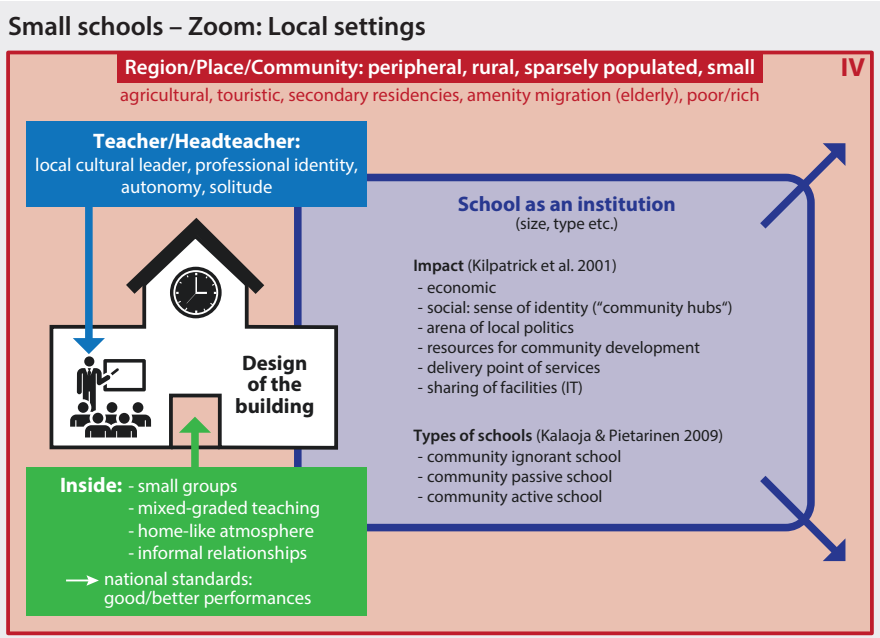 Small schools – Zoom: Local settings
Region/Place/Community: peripheral, rural, sparsely populated, small
IV
agricultural, touristic, secondary residencies, amenity migration (elderly), poor/rich
Teacher/Headteacher:
local cultural leader, professional identity,
autonomy, solitude
School as an institution
(size, type etc.)
Impact (Kilpatrick et al. 2001)
- economic
- social: sense of identity (“community hubs“)
- arena of local politics
- resources for community development
- delivery point of services
- sharing of facilities (IT)
Design
of the
building
Types of schools (Kalaoja & Pietarinen 2009)
- community ignorant school
- community passive school
- community active school
Inside: - small groups
- mixed-graded teaching
- home-like atmosphere
- informal relationships
national standards:
good/better performances